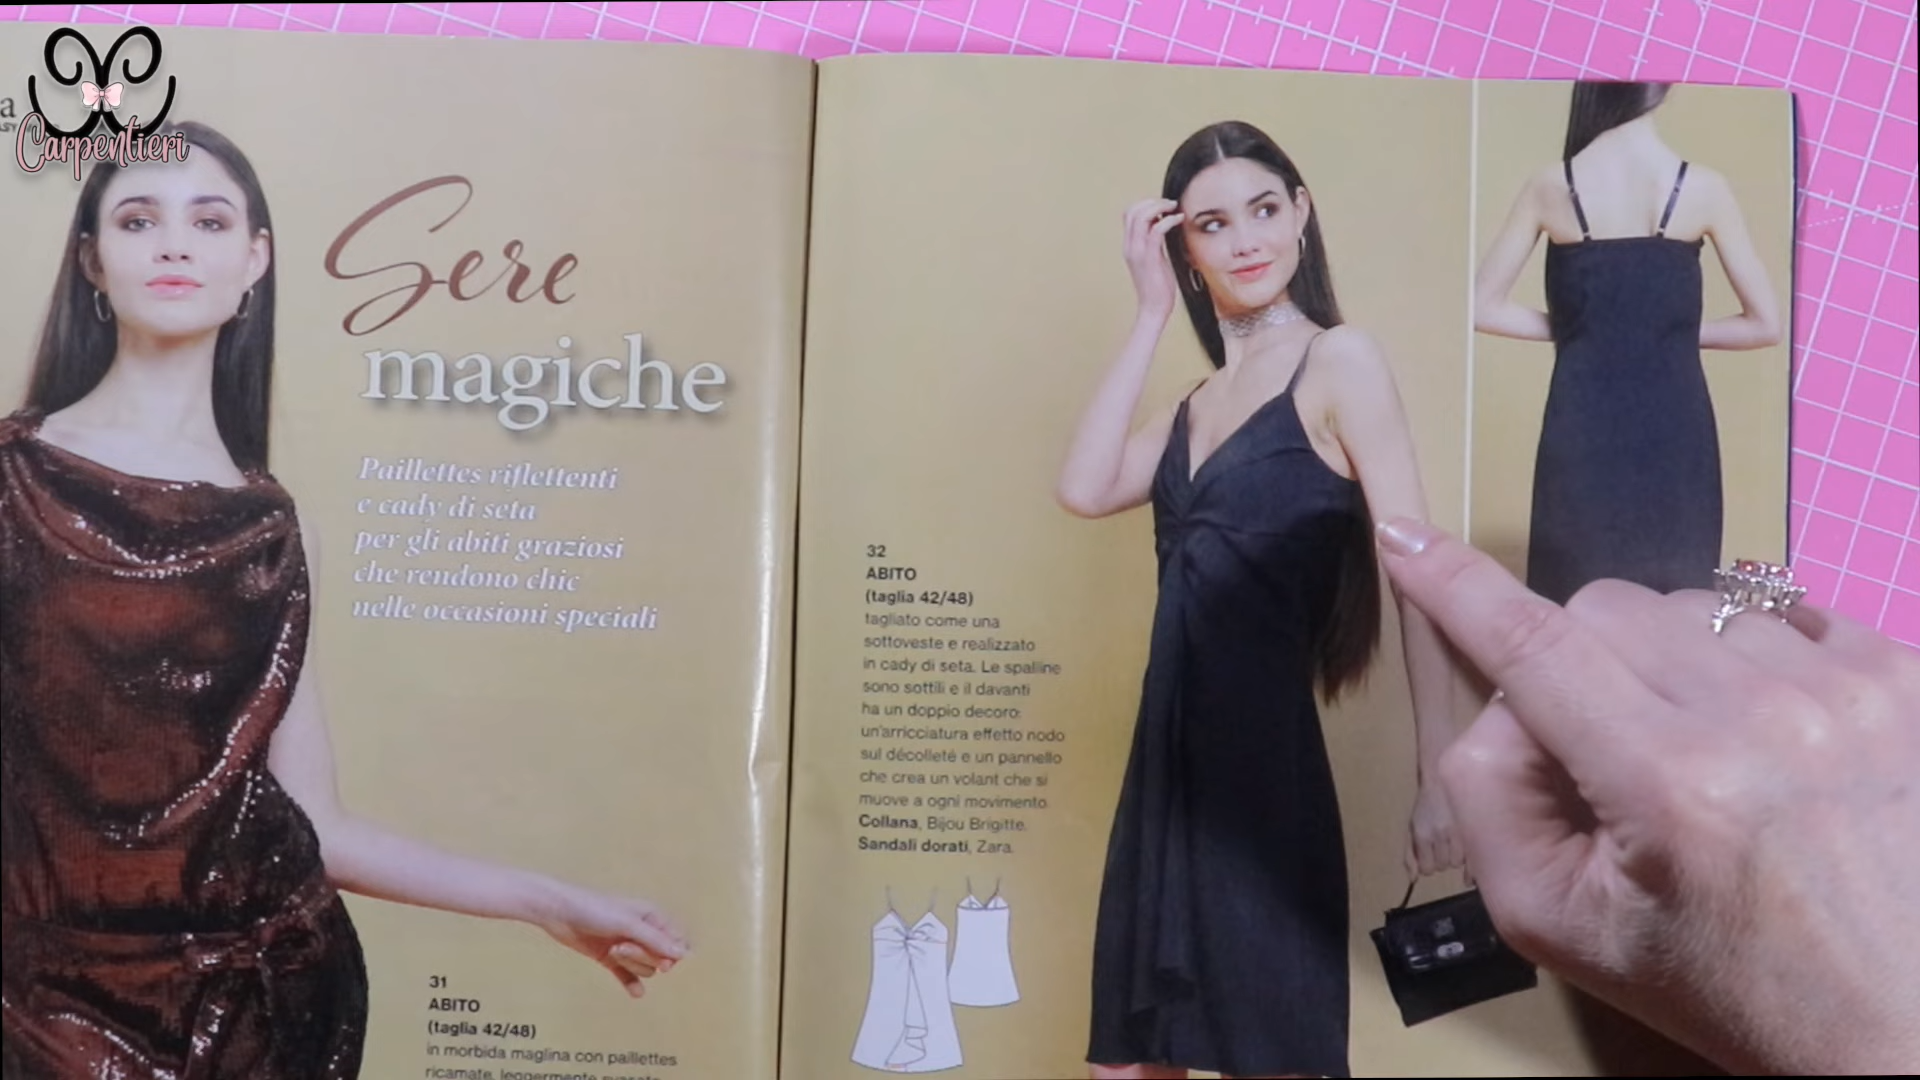 Carpentieri
Sere
magiche
Paillettes riflettenti
e cady di seta
per gli abiti graziosi
che rendono chic
nelle occasioni speciali
31
ABITO
(taglia 42/48)
in morbida maglina con paillettes
ricamate, leggermente svasato
32
ABITO
(taglia 42/48)
tagliato come una
sottoveste e realizzato
in cady di seta. Le spalline
sono sottili e il davanti
ha un doppio decoro:
un'arricciatura effetto nodo
sul décolleté e un pannello
che crea un volant che si
muove a ogni movimento.
Collana, Bijou Brigitte.
Sandali dorati, Zara.